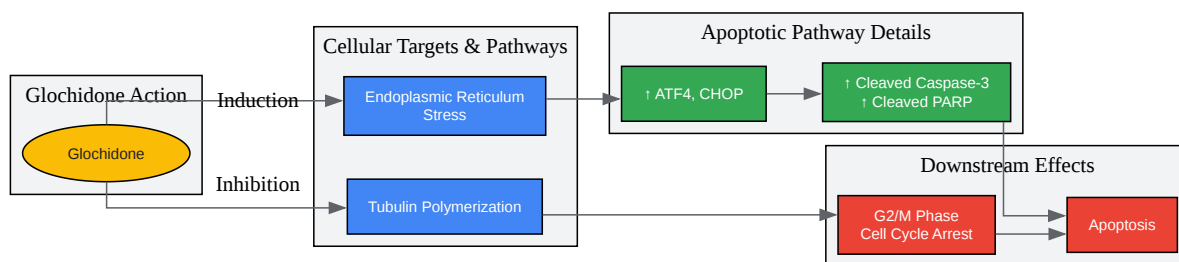 Glochidone Action
Glochidone
Induction
Inhibition
Cellular Targets & Pathways
Endoplasmic Reticulum
Stress
Tubulin Polymerization
Apoptotic Pathway Details
↑ ATF4, CHOP
↑ Cleaved Caspase-3
↑ Cleaved PARP
Downstream Effects
G2/M Phase
Cell Cycle Arrest
Apoptosis